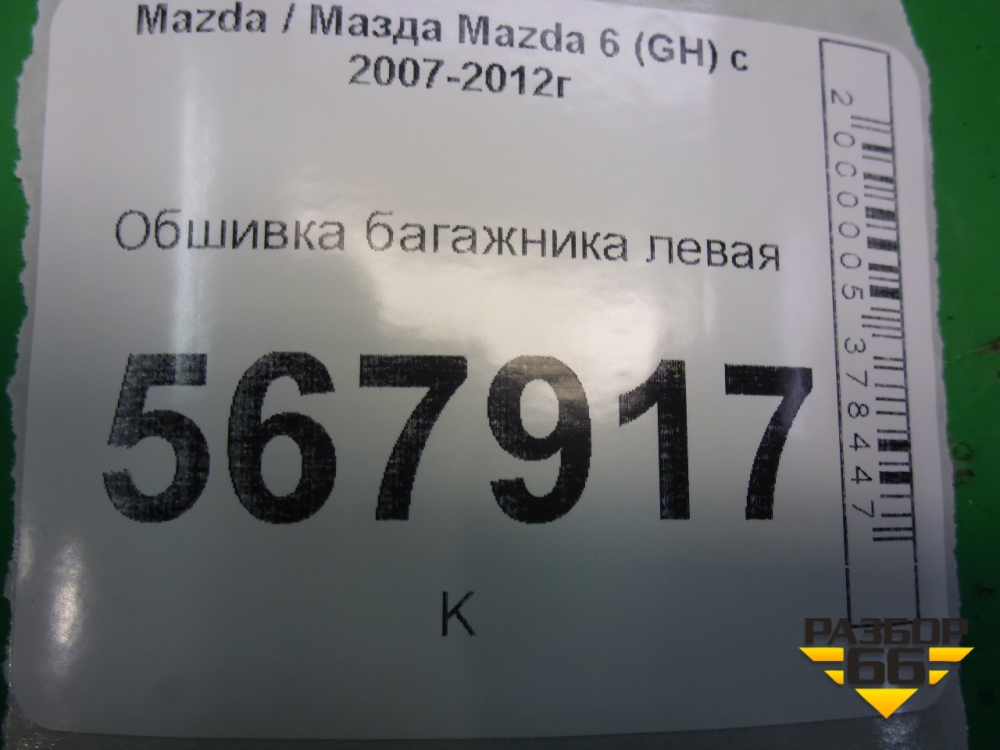 Mazda / Мазда Mazda 6 (GH) с
2007-2012г
Обшивка багажника левая
567917
К
2000005378447
РАЗБОР
66